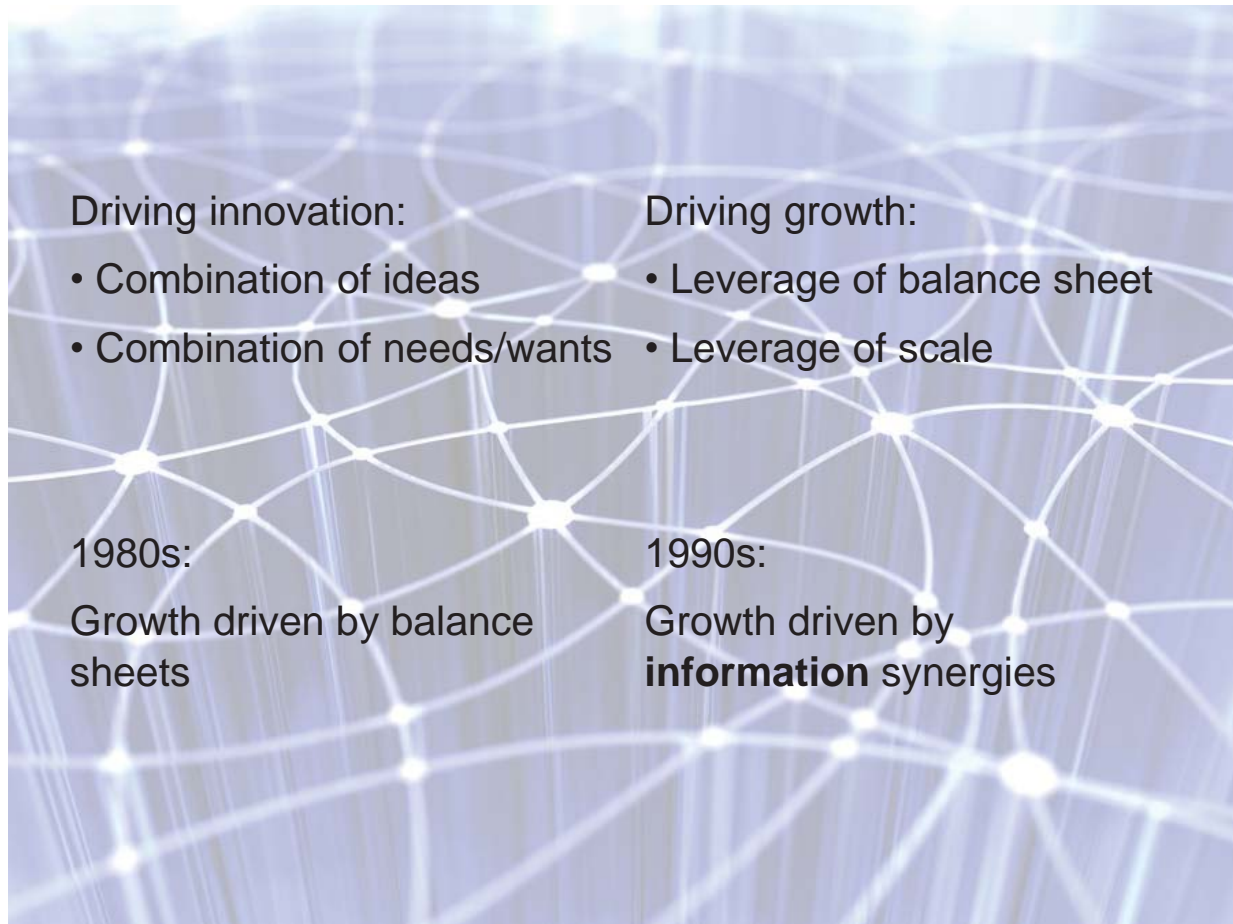 Driving innovation:
• Combination of ideas
• Combination of needs/wants
Driving growth:
• Leverage of balance sheet
• Leverage of scale
1980s:
Growth driven by balance
sheets
1990s:
Growth driven by
information synergies